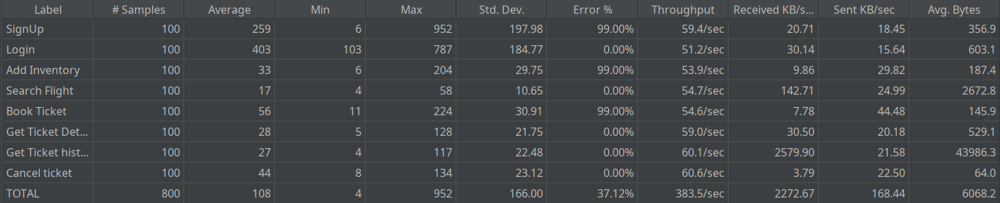 Label # Samples Average Min Max Std. Dev. Error % Throughput Received KB/s... Sent KB/sec Avg. Bytes
SignUp 100 259 6 952 197.98 99.00% 59.4/sec 20.71 18.45 356.9
Login 100 403 103 787 184.77 0.00% 51.2/sec 30.14 15.64 603.1
Add Inventory 100 33 6 204 29.75 99.00% 53.9/sec 9.86 29.82 187.4
Search Flight 100 17 4 58 10.65 0.00% 54.7/sec 142.71 24.99 2672.8
Book Ticket 100 56 11 224 30.91 99.00% 54.6/sec 7.78 44.48 145.9
Get Ticket Det... 100 28 5 128 21.75 0.00% 59.0/sec 30.50 20.18 529.1
Get Ticket hist... 100 27 4 117 22.48 0.00% 60.1/sec 2579.90 21.58 43986.3
Cancel ticket 100 44 8 134 23.12 0.00% 60.6/sec 3.79 22.50 64.0
TOTAL 800 108 4 952 166.00 37.12% 383.5/sec 2272.67 168.44 6068.2